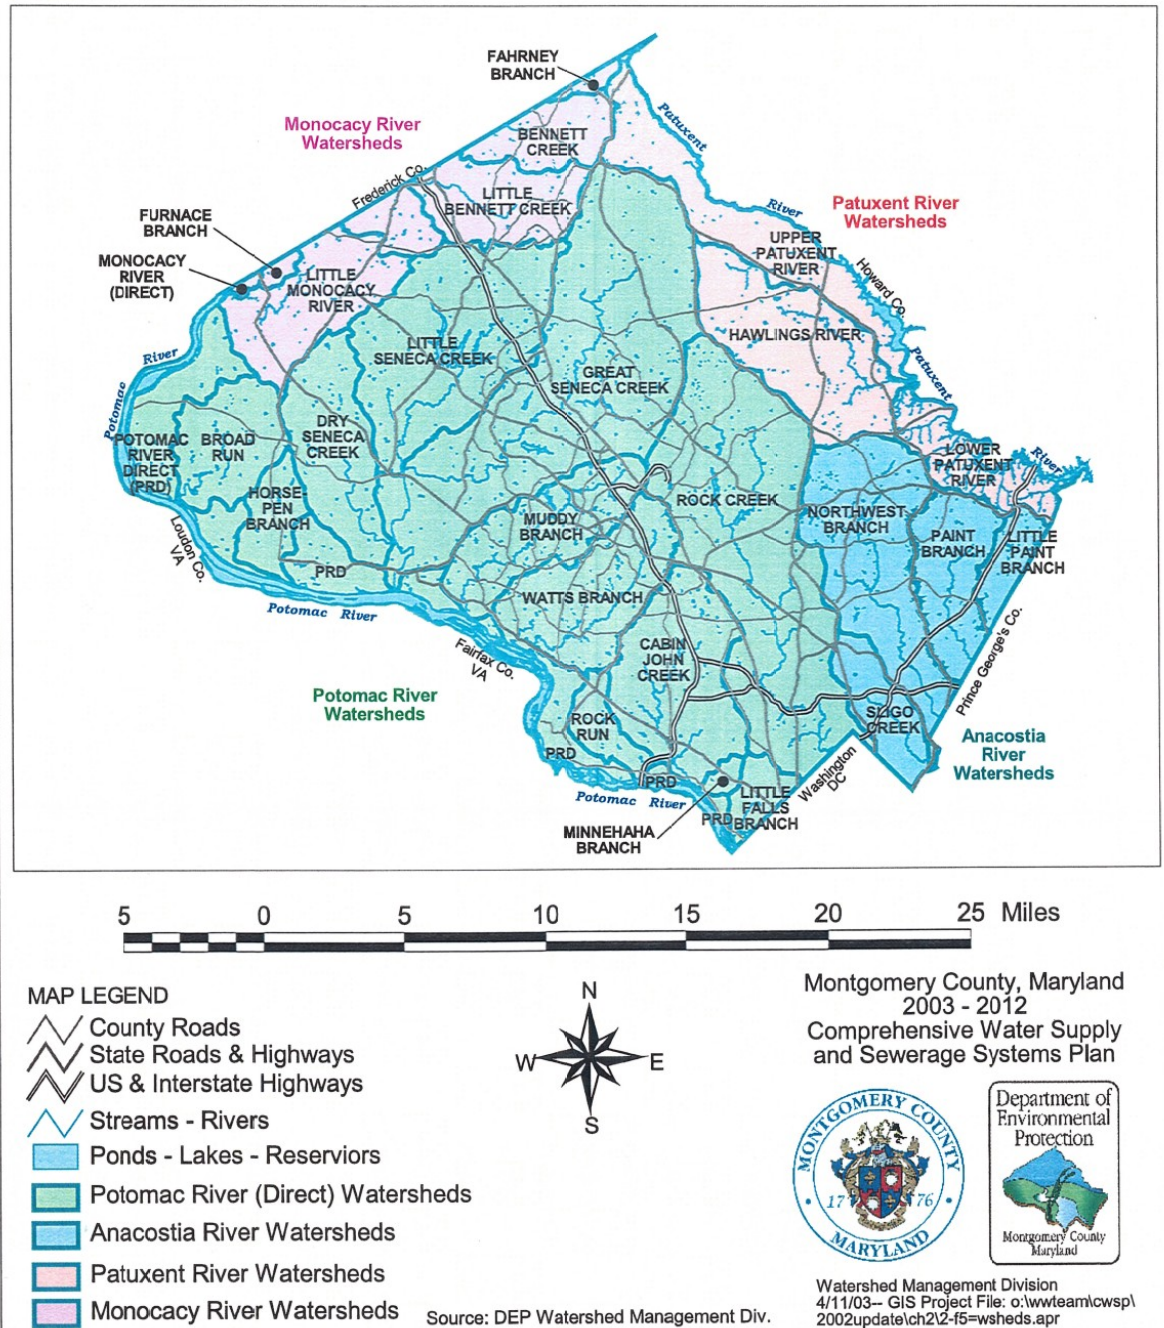 FAHRNEY
BRANCH
Monocacy River
Watersheds
Patuxent
BENNETT
CREEK
Frederick Co.
LITTLE
BENNETT CREEK
River
Patuxent River
Watersheds
FURNACE
BRANCH
UPPER
PATUXENT
RIVER
MONOCACY
RIVER
(DIRECT)
Howard Co.
LITTLE
MONOCACY
RIVER
HAWLINGS RIVER
River
LITTLE
SENECA CREEK
Patuxent
GREAT
SENECA CREEK
Potomac
DRY
SENECA
CREEK
POTOMAC
RIVER
DIRECT
(PRD)
BROAD
RUN
LOWER
PATUXENT
RIVER
River
HORSE-
PEN
BRANCH
ROCK CREEK
NORTHWEST
BRANCH
MUDDY
BRANCH
PAINT
BRANCH
LITTLE
PAINT
BRANCH
Loudon Co.
VA
PRD
WATTS BRANCH
Potomac River
Fairfax Co.
VA
CABIN
JOHN
CREEK
Prince George's Co.
Potomac River
Watersheds
ROCK
RUN
SLIGO
CREEK
PRD
Anacostia
River
Watersheds
Washington
DC
PRD
Potomac River
LITTLE
FALLS
BRANCH
PRD
MINNEHAHA
BRANCH
5 0 5 10 15 20 25 Miles
MAP LEGEND
County Roads
State Roads & Highways
US & Interstate Highways
Streams - Rivers
Ponds - Lakes - Reserviors
Potomac River (Direct) Watersheds
Anacostia River Watersheds
Patuxent River Watersheds
Monocacy River Watersheds
N
W E
S
Source: DEP Watershed Management Div.
Montgomery County, Maryland
2003 - 2012
Comprehensive Water Supply
and Sewerage Systems Plan
MONTGOMERY COUNTY
17 76
MARYLAND
Department of
Environmental
Protection
Montgomery County
Maryland
Watershed Management Division
4/11/03-- GIS Project File: o:\wwteam\cwsp\
2002update\ch2\2-f5=wsheds.apr